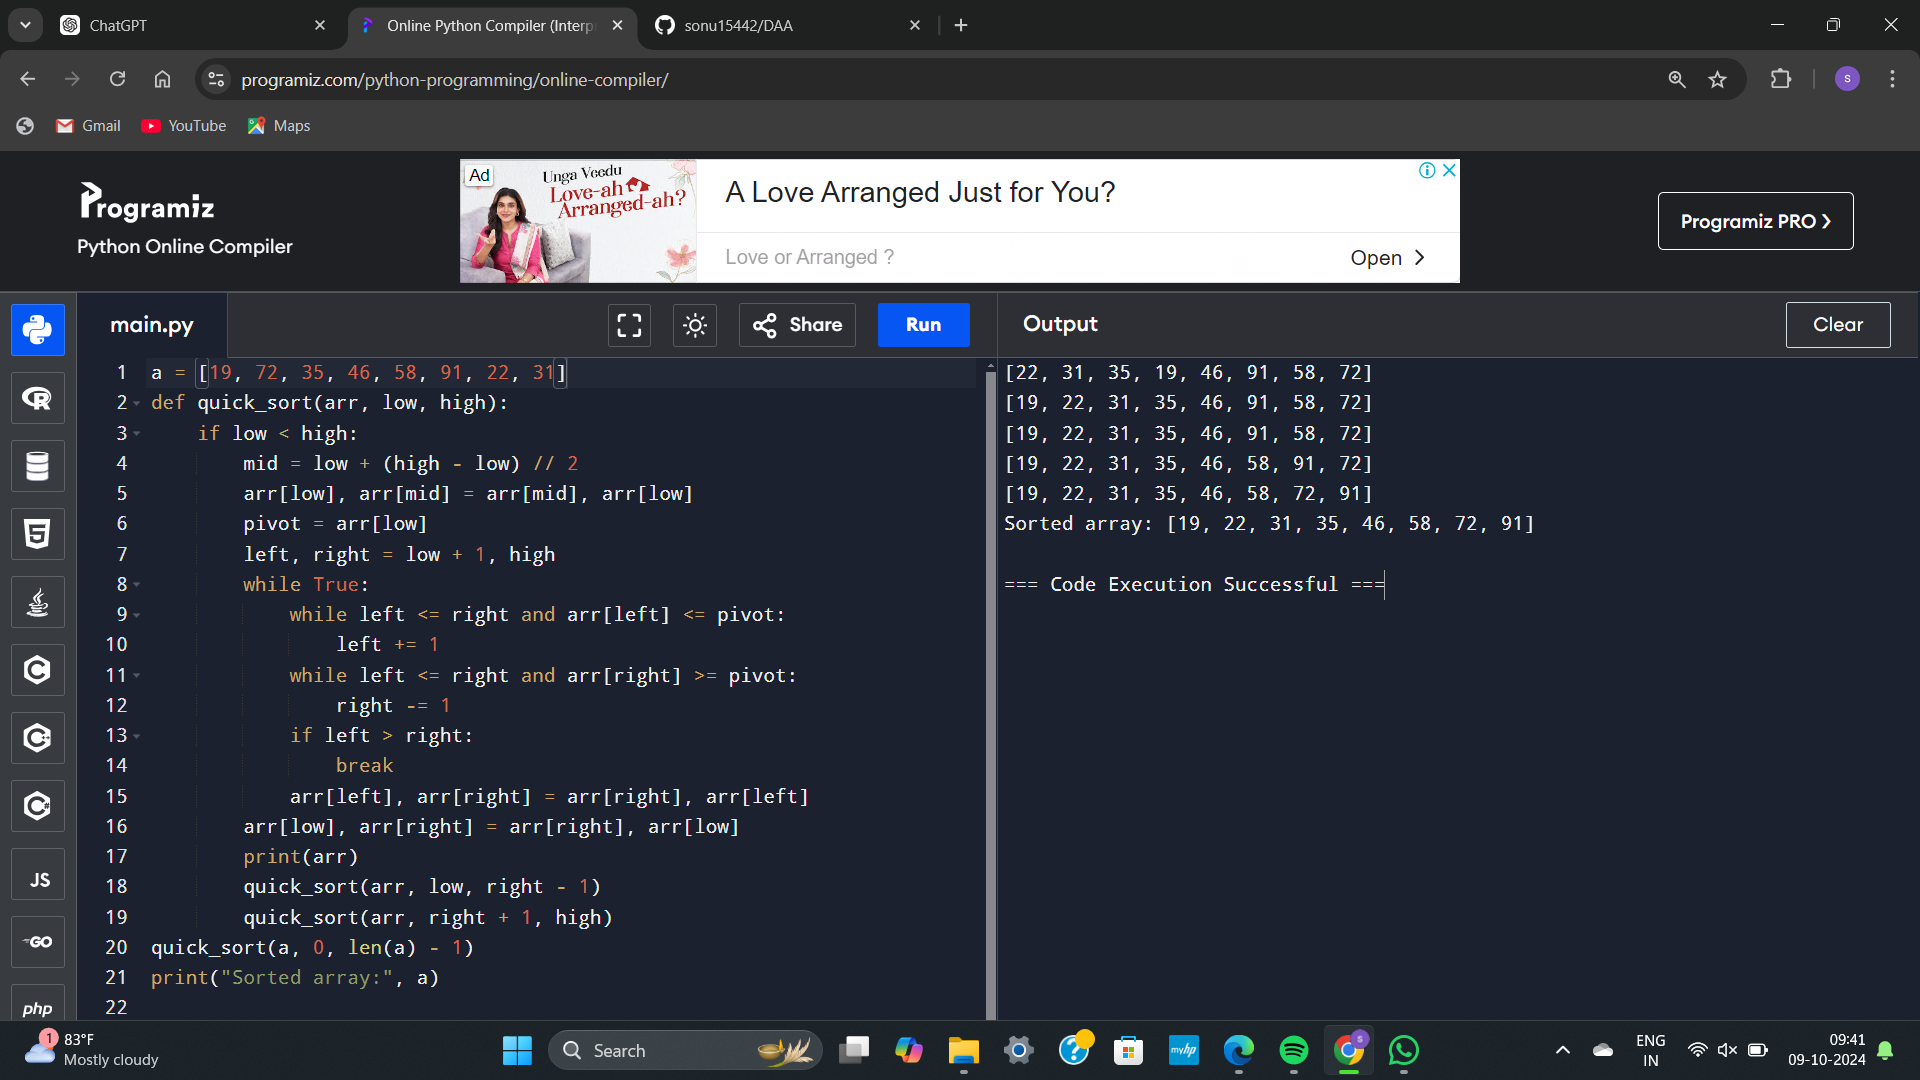 ChatGPT
Online Python Compiler (Interp
sonu15442/DAA
programiz.com/python-programming/online-compiler/
S
Gmail
YouTube
Maps
Programiz
Python Online Compiler
Ad
Unga Veedu
Love-ah
Arranged-ah?
A Love Arranged Just for You?
Love or Arranged ?
Open
Programiz PRO
main.py
Share
Run
Output
Clear
1 a = [19, 72, 35, 46, 58, 91, 22, 31]
2 def quick_sort(arr, low, high):
3     if low < high:
4         mid = low + (high - low) // 2
5         arr[low], arr[mid] = arr[mid], arr[low]
6         pivot = arr[low]
7         left, right = low + 1, high
8         while True:
9             while left <= right and arr[left] <= pivot:
10                 left += 1
11             while left <= right and arr[right] >= pivot:
12                 right -= 1
13             if left > right:
14                 break
15             arr[left], arr[right] = arr[right], arr[left]
16         arr[low], arr[right] = arr[right], arr[low]
17         print(arr)
18         quick_sort(arr, low, right - 1)
19         quick_sort(arr, right + 1, high)
20 quick_sort(a, 0, len(a) - 1)
21 print("Sorted array:", a)
22
[22, 31, 35, 19, 46, 91, 58, 72]
[19, 22, 31, 35, 46, 91, 58, 72]
[19, 22, 31, 35, 46, 91, 58, 72]
[19, 22, 31, 35, 46, 58, 91, 72]
[19, 22, 31, 35, 46, 58, 72, 91]
Sorted array: [19, 22, 31, 35, 46, 58, 72, 91]
=== Code Execution Successful ===
R
5
C
C
C#
JS
GO
php
1
83°F
Mostly cloudy
Search
myhp
S
ENG
IN
09:41
09-10-2024